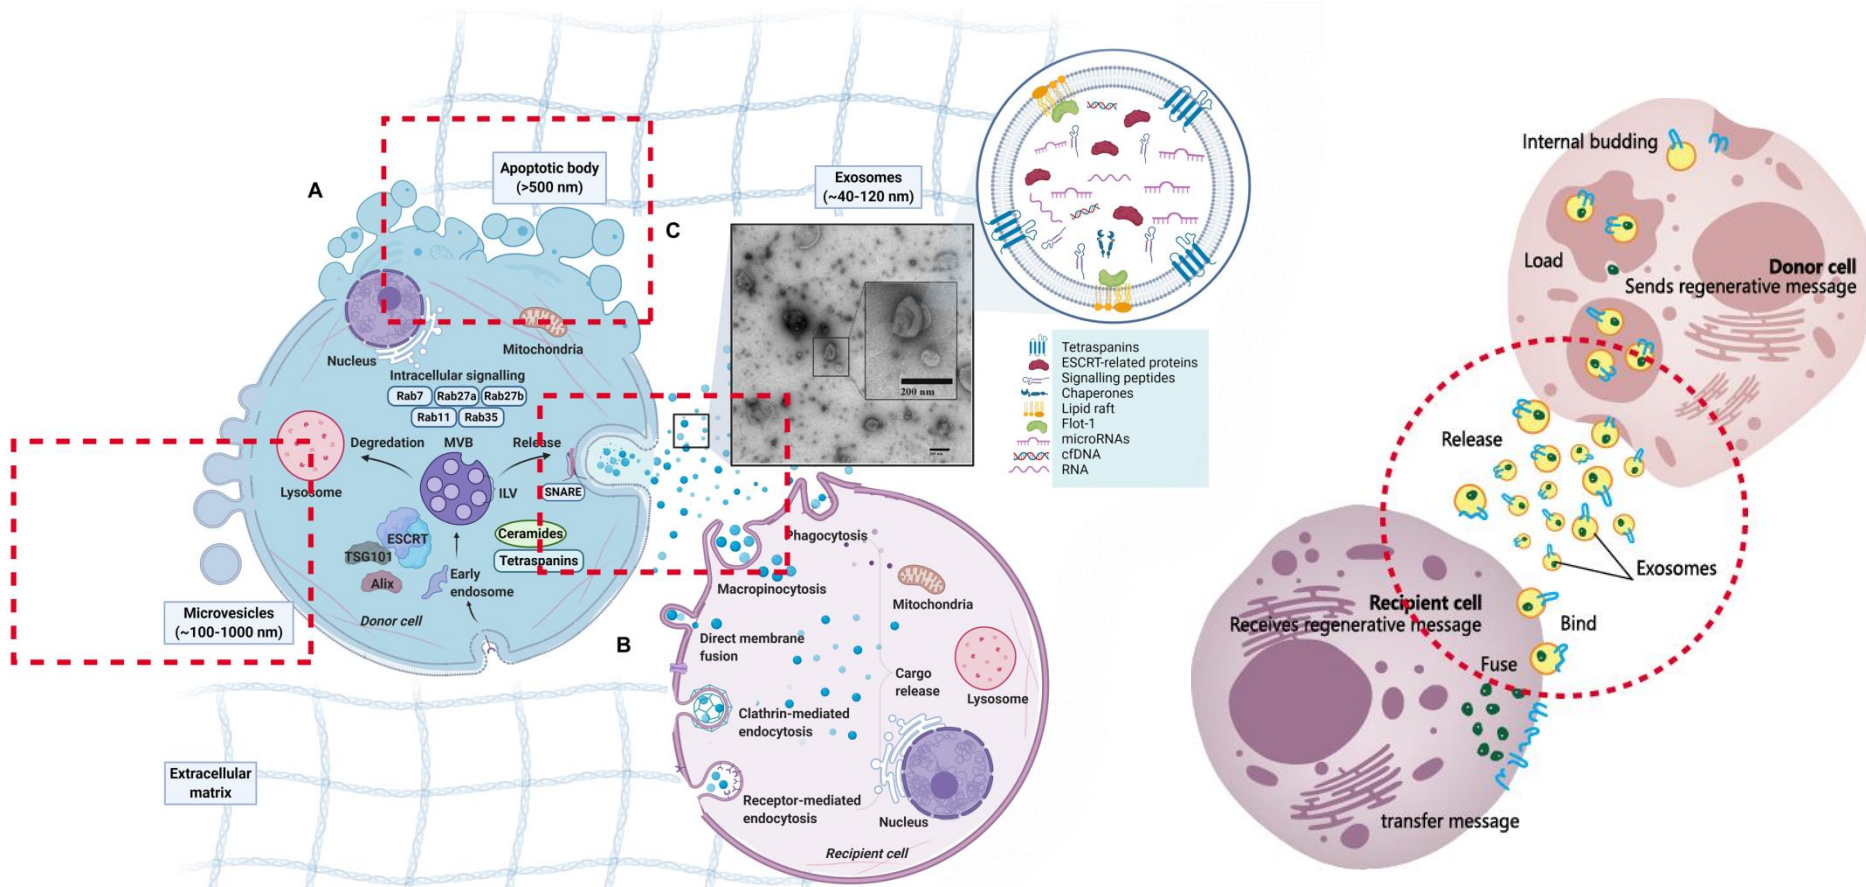 A
Apoptotic body
(>500 nm)
Exosomes
(~40-120 nm)
C
Nucleus
Mitochondria
Intracellular signalling
Rab7
Rab27a
Rab27b
Rab11
Rab35
Degredation
MVB
Release
Lysosome
ILV
SNARE
ESCRT
TSG101
Alix
Ceramides
Tetraspanins
Early
endosome
Donor cell
Microvesicles
(~100-1000 nm)
Extracellular
matrix
200 nm
Tetraspanins
ESCRT-related proteins
Signalling peptides
Chaperones
Lipid raft
Flot-1
microRNAs
cfDNA
RNA
B
Phagocytosis
Macropinocytosis
Mitochondria
Direct membrane
fusion
Cargo
release
Lysosome
Clathrin-mediated
endocytosis
Receptor-mediated
endocytosis
Nucleus
Recipient cell
Internal budding
Load
Donor cell
Sends regenerative message
Release
Exosomes
Recipient cell
Receives regenerative message
Bind
Fuse
transfer message